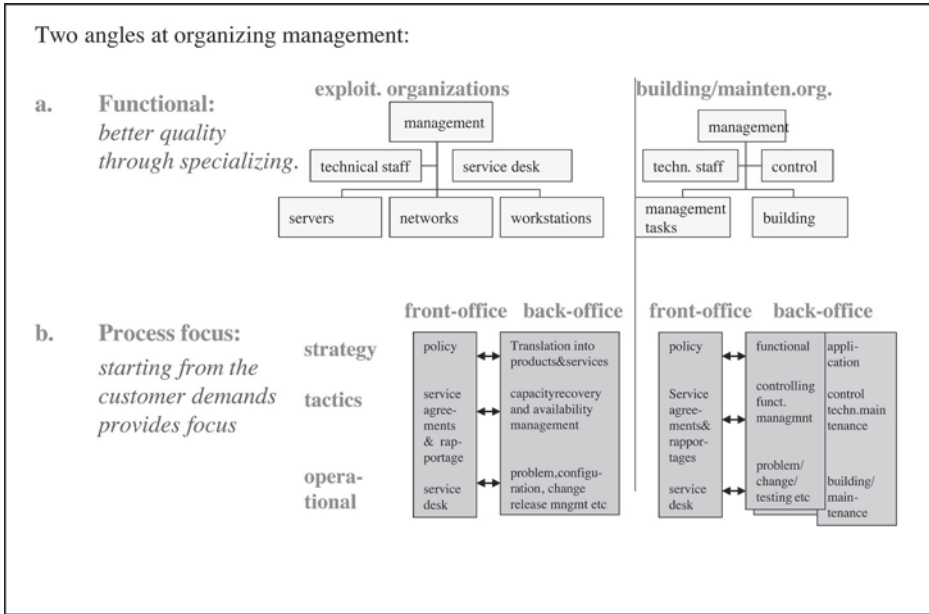 Two angles at organizing management:
exploit. organizations
building/mainten.org.
a. Functional:
better quality
through specializing.
management
technical staff
service desk
servers
networks
workstations
management
techn. staff
control
management
tasks
building
b. Process focus:
starting from the
customer demands
provides focus
front-office
back-office
front-office
back-office
strategy
tactics
opera-
tional
policy
service
agree-
ments
& rap-
portage
service
desk
Translation into
products&services
capacityrecovery
and availability
management
problem,configu-
ration, change
release mngmt etc
policy
Service
agree-
ments&
rappor-
tages
service
desk
functional
controlling
funct.
managmnt
problem/
change/
testing etc
appli-
cation
control
techn.main
tenance
building/
main-
tenance